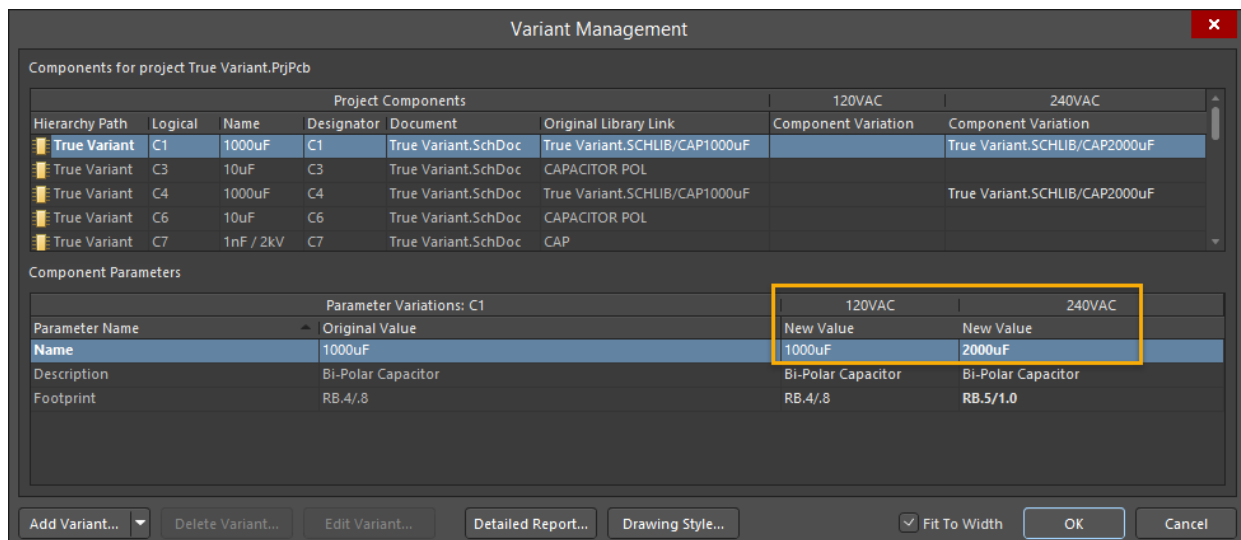 Variant Management
Components for project True Variant.PrjPcb
Project Components 120VAC 240VAC
Hierarchy Path Logical Name Designator Document Original Library Link Component Variation Component Variation
True Variant C1 1000uF C1 True Variant.SchDoc True Variant.SCHLIB/CAP1000uF True Variant.SCHLIB/CAP2000uF
True Variant C3 10uF C3 True Variant.SchDoc CAPACITOR POL
True Variant C4 1000uF C4 True Variant.SchDoc True Variant.SCHLIB/CAP1000uF True Variant.SCHLIB/CAP2000uF
True Variant C6 10uF C6 True Variant.SchDoc CAPACITOR POL
True Variant C7 1nF / 2kV C7 True Variant.SchDoc CAP
Component Parameters
Parameter Variations: C1 120VAC 240VAC
Parameter Name Original Value New Value New Value
Name 1000uF 1000uF 2000uF
Description Bi-Polar Capacitor Bi-Polar Capacitor Bi-Polar Capacitor
Footprint RB.4/.8 RB.4/.8 RB.5/1.0
Add Variant... Delete Variant... Edit Variant... Detailed Report... Drawing Style... Fit To Width OK Cancel